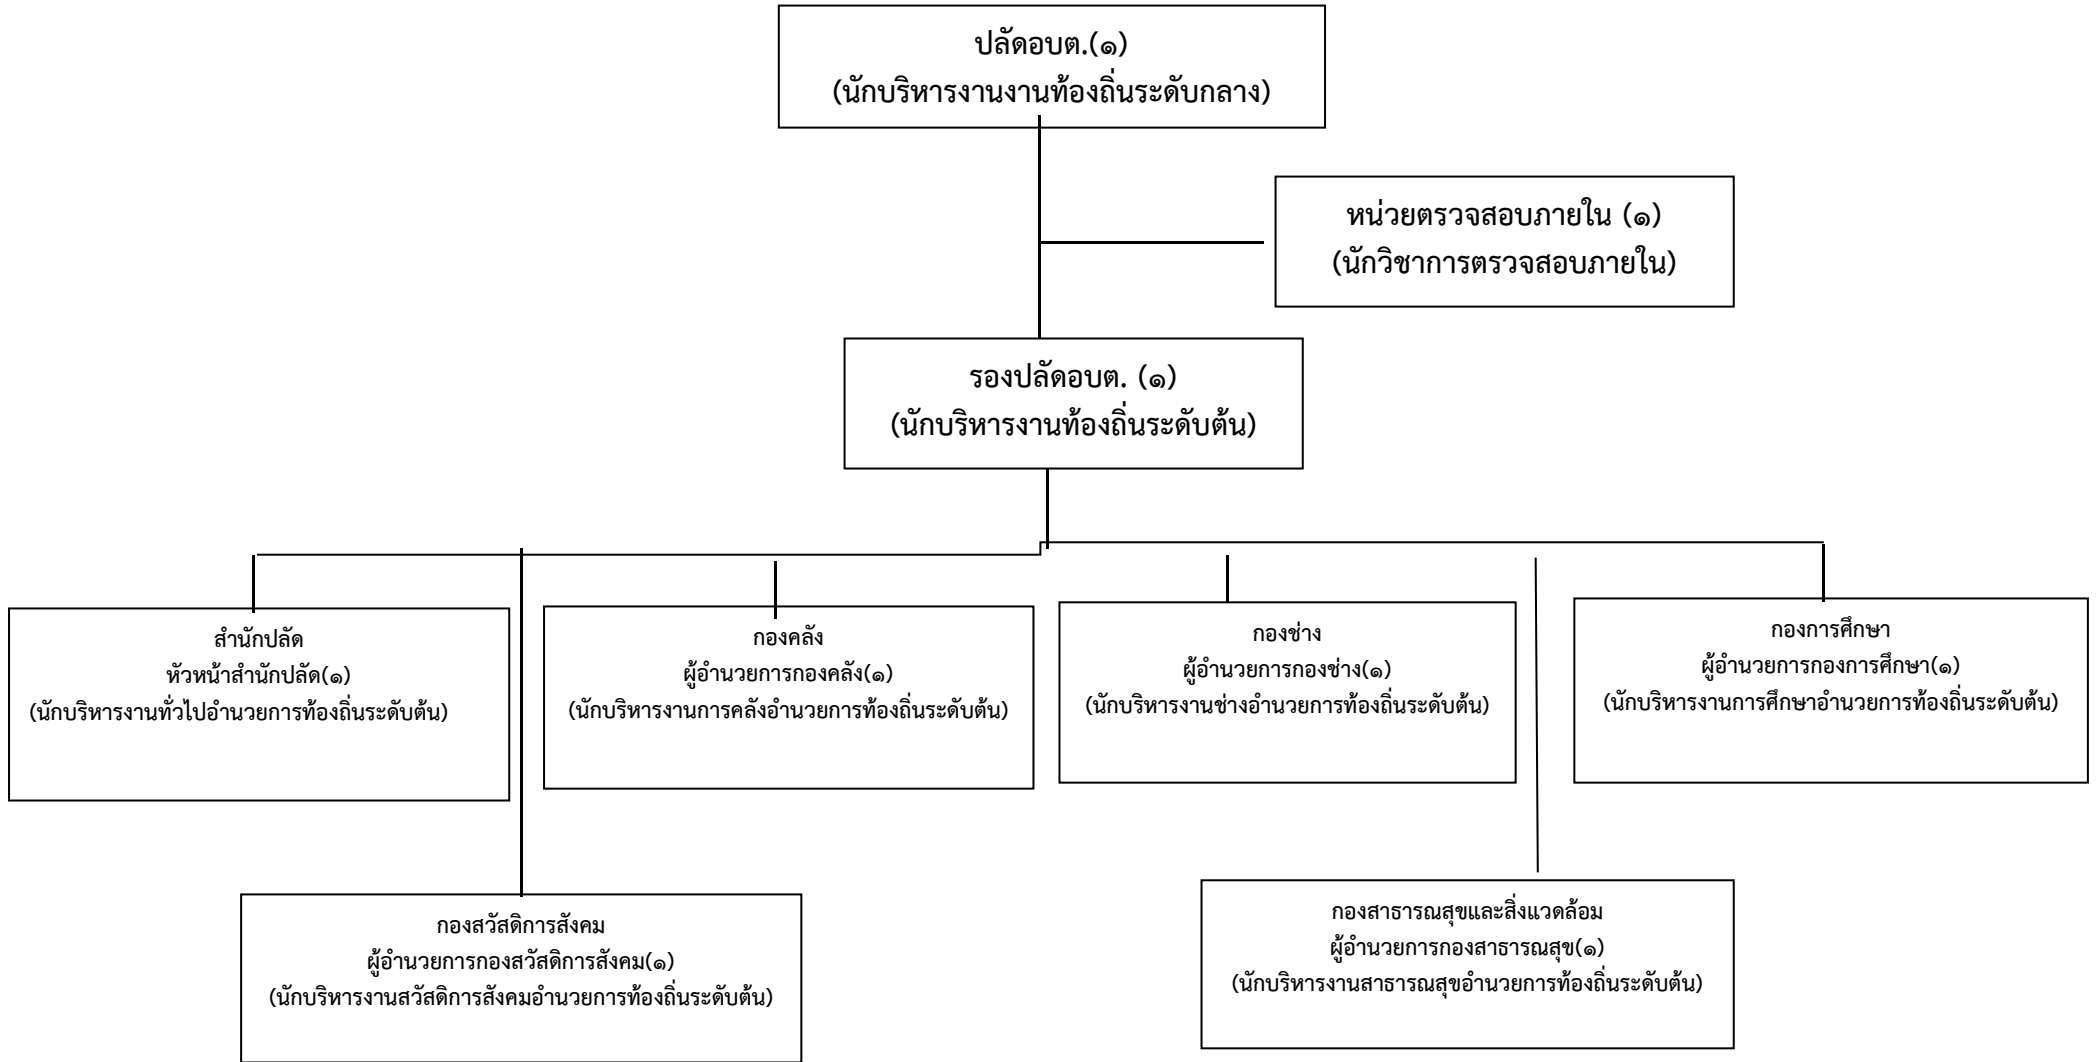 ปลัดอบต.(๑)
(นักบริหารงานงานท้องถิ่นระดับกลาง)
หน่วยตรวจสอบภายใน (๑)
(นักวิชาการตรวจสอบภายใน)
รองปลัดอบต. (๑)
(นักบริหารงานท้องถิ่นระดับต้น)
สำนักปลัด
หัวหน้าสำนักปลัด(๑)
(นักบริหารงานทั่วไปอำนวยการท้องถิ่นระดับต้น)
กองคลัง
ผู้อำนวยการกองคลัง(๑)
(นักบริหารงานการคลังอำนวยการท้องถิ่นระดับต้น)
กองช่าง
ผู้อำนวยการกองช่าง(๑)
(นักบริหารงานช่างอำนวยการท้องถิ่นระดับต้น)
กองการศึกษา
ผู้อำนวยการกองการศึกษา(๑)
(นักบริหารงานการศึกษาอำนวยการท้องถิ่นระดับต้น)
กองสวัสดิการสังคม
ผู้อำนวยการกองสวัสดิการสังคม(๑)
(นักบริหารงานสวัสดิการสังคมอำนวยการท้องถิ่นระดับต้น)
กองสาธารณสุขและสิ่งแวดล้อม
ผู้อำนวยการกองสาธารณสุข(๑)
(นักบริหารงานสาธารณสุขอำนวยการท้องถิ่นระดับต้น)